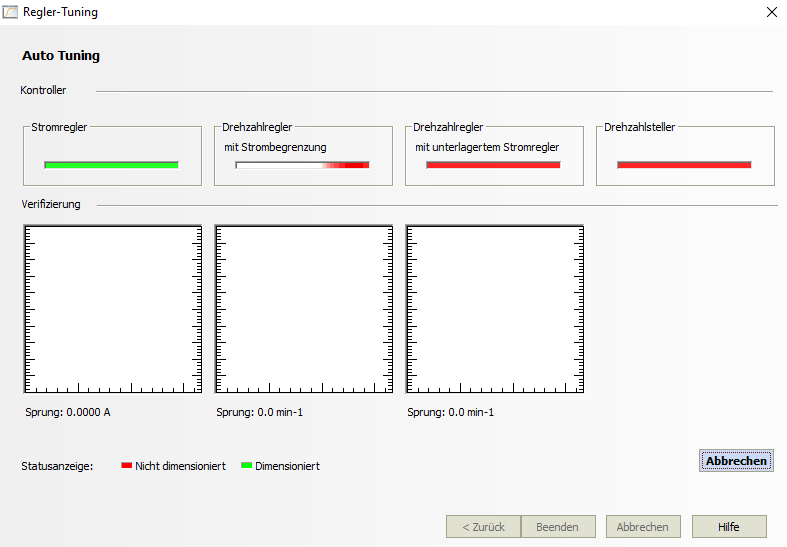 Regler-Tuning
Auto Tuning
Kontroller
Stromregler
Drehzahlregler
mit Strombegrenzung
Drehzahlregler
mit unterlagertem Stromregler
Drehzahlsteller
Verifizierung
Sprung: 0.0000 A
Sprung: 0.0 min-1
Sprung: 0.0 min-1
Statusanzeige:
Nicht dimensioniert
Dimensioniert
Abbrechen
< Zurück
Beenden
Abbrechen
Hilfe